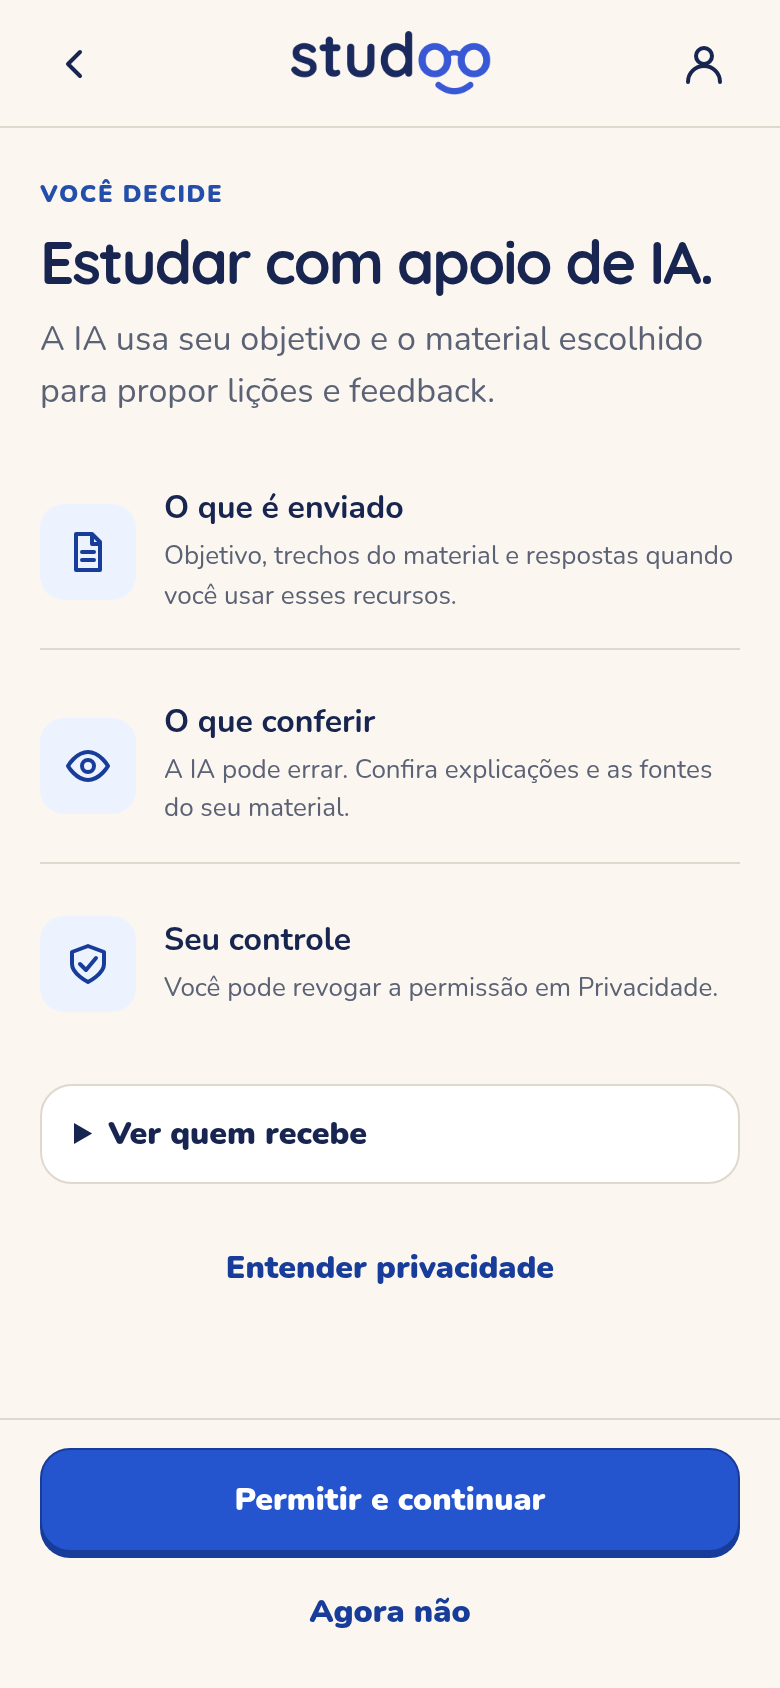 studoo
VOCÊ DECIDE
Estudar com apoio de IA.
A IA usa seu objetivo e o material escolhido
para propor lições e feedback.
O que é enviado
Objetivo, trechos do material e respostas quando
você usar esses recursos.
O que conferir
A IA pode errar. Confira explicações e as fontes
do seu material.
Seu controle
Você pode revogar a permissão em Privacidade.
Ver quem recebe
Entender privacidade
Permitir e continuar
Agora não